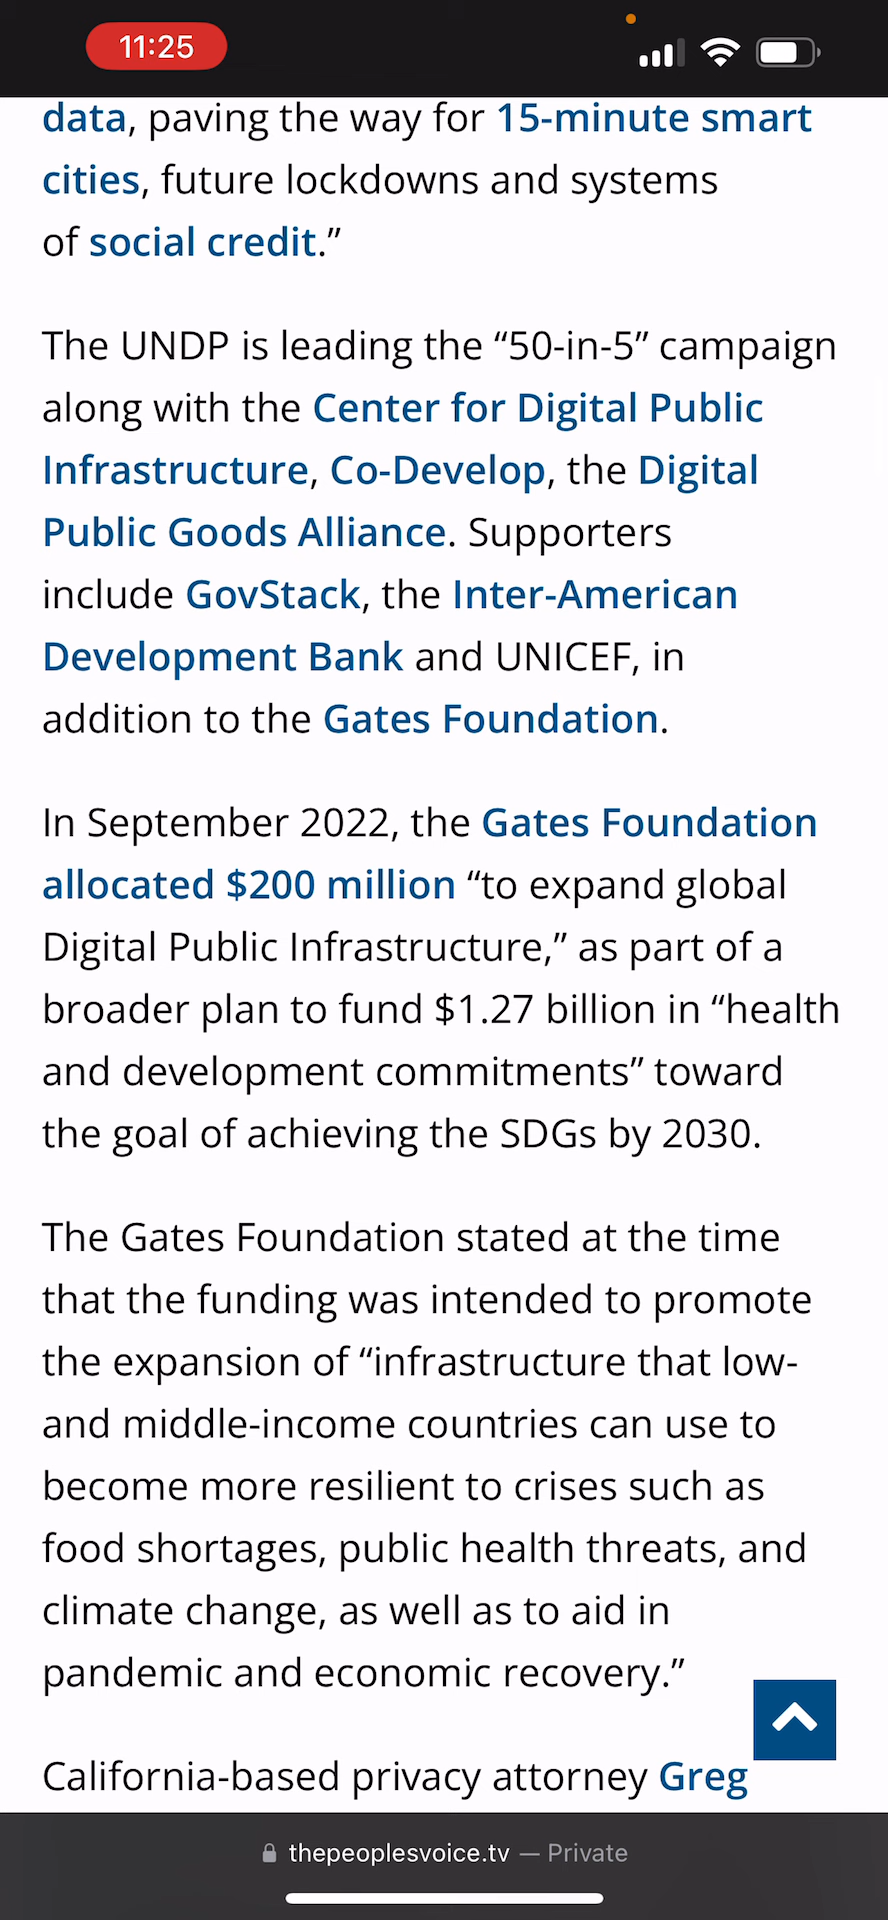 11:25
data, paving the way for 15-minute smart
cities, future lockdowns and systems
of social credit.”
The UNDP is leading the “50-in-5” campaign
along with the Center for Digital Public
Infrastructure, Co-Develop, the Digital
Public Goods Alliance. Supporters
include GovStack, the Inter-American
Development Bank and UNICEF, in
addition to the Gates Foundation.
In September 2022, the Gates Foundation
allocated $200 million “to expand global
Digital Public Infrastructure,” as part of a
broader plan to fund $1.27 billion in “health
and development commitments” toward
the goal of achieving the SDGs by 2030.
The Gates Foundation stated at the time
that the funding was intended to promote
the expansion of “infrastructure that low-
and middle-income countries can use to
become more resilient to crises such as
food shortages, public health threats, and
climate change, as well as to aid in
pandemic and economic recovery.”
California-based privacy attorney Greg
thepeoplesvoice.tv — Private